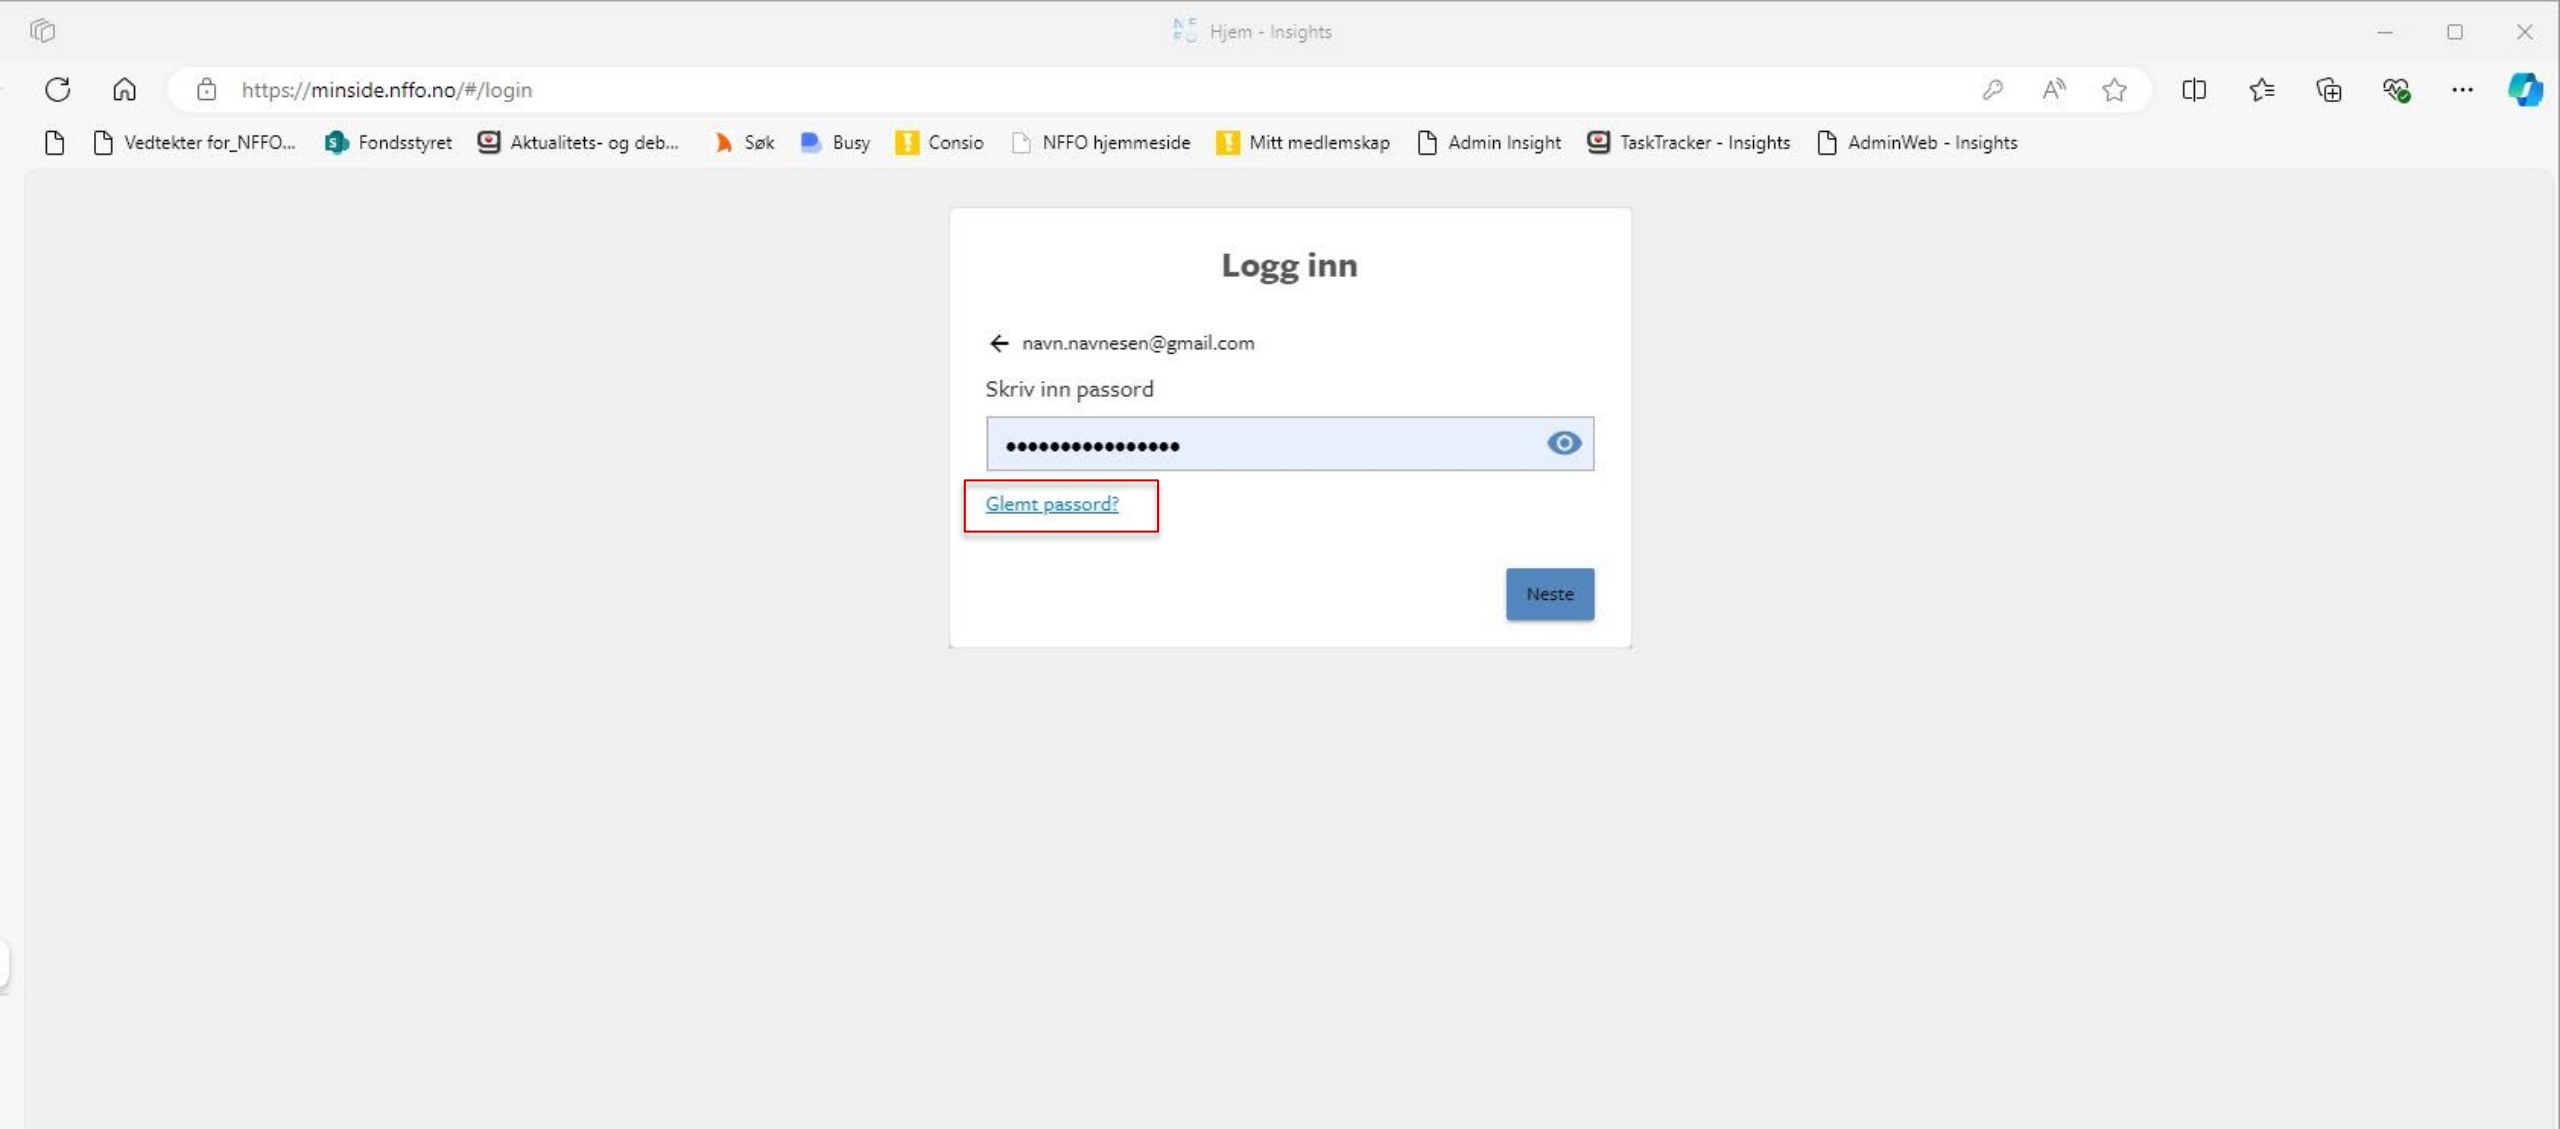 Hjem - Insights
https://minside.nffo.no/#/login
Vedtekter for_NFFO... Fondsstyret Aktualitets- og deb... Søk Busy Consio NFFO hjemmeside Mitt medlemskap Admin Insight TaskTracker - Insights AdminWeb - Insights
Logg inn
navn.navnesen@gmail.com
Skriv inn passord
Glemt passord?
Neste